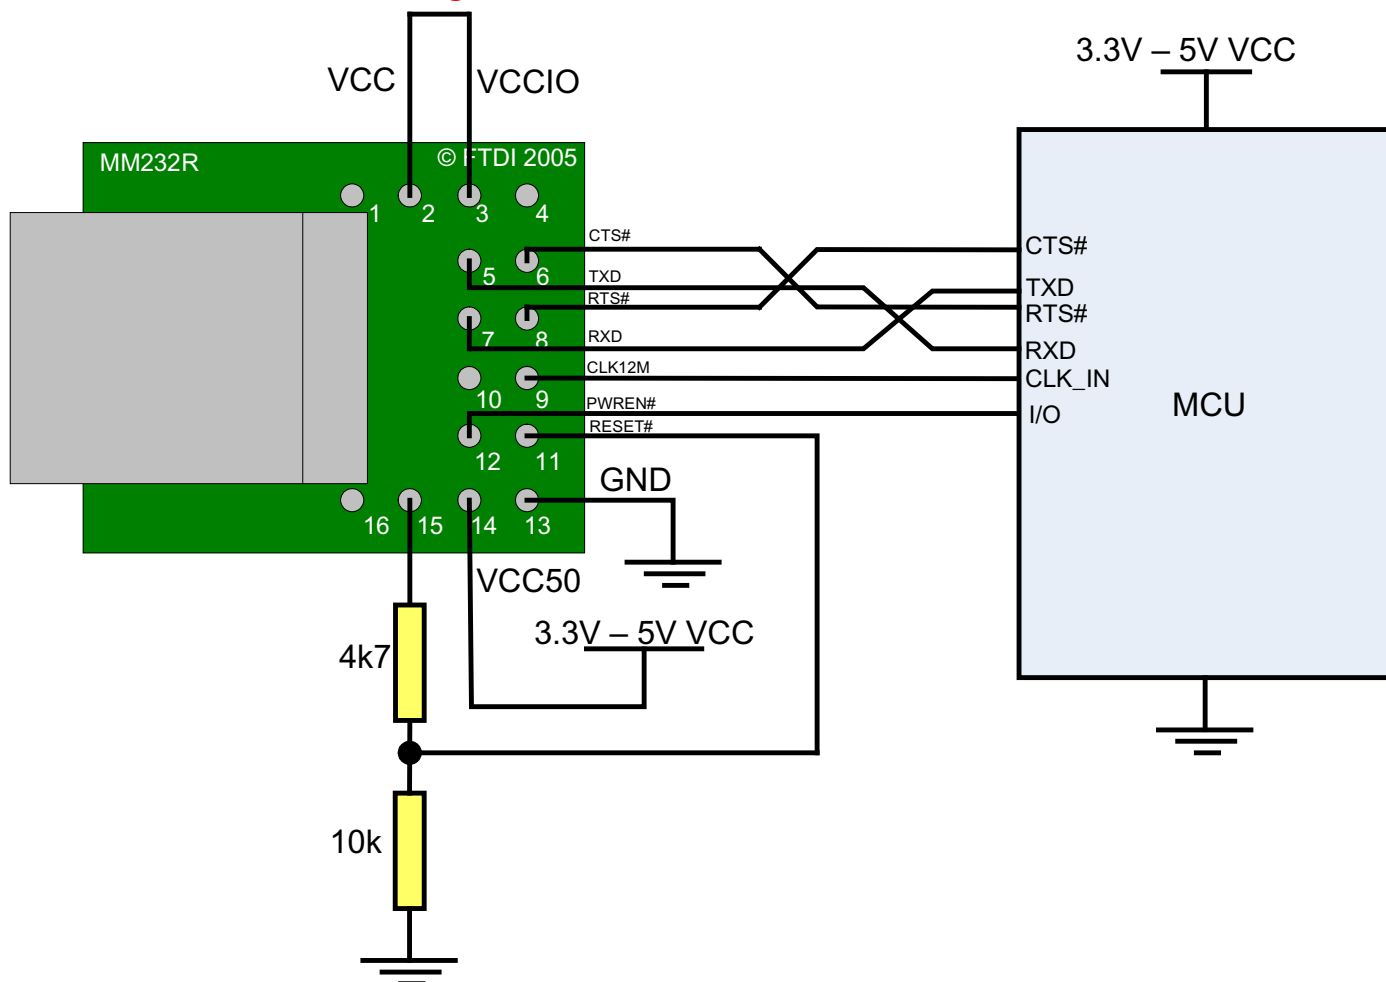 3.3V – 5V VCC
VCC
VCCIO
MM232R
© FTDI 2005
1
2
3
4
CTS#
CTS#
5
6
TXD
TXD
RTS#
RTS#
7
8
RXD
RXD
CLK12M
CLK_IN
10
9
PWREN#
I/O
MCU
RESET#
12
11
GND
16
15
14
13
VCC50
3.3V – 5V VCC
4k7
10k